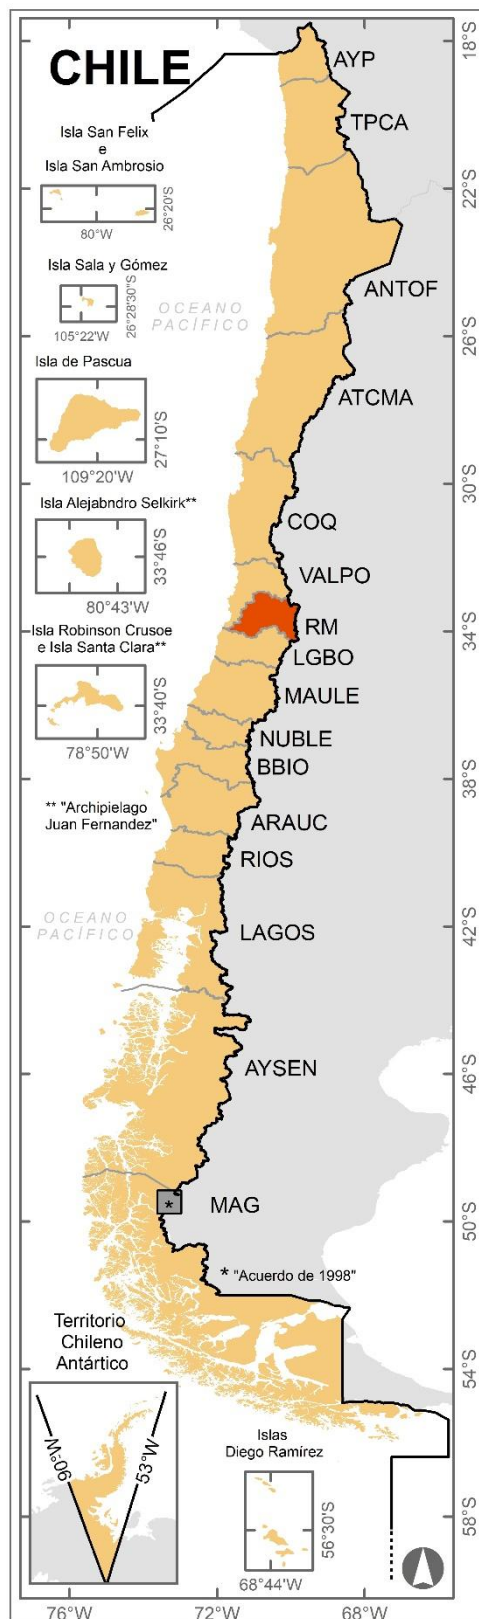 CHILE
18°S
AYP
TPCA
Isla San Felix
e
Isla San Ambrosio
26°20'S
80°W
22°S
Isla Sala y Gómez
26°28'30"S
105°22'W
OCEANO
PACÍFICO
ANTOF
26°S
Isla de Pascua
27°10'S
109°20'W
ATCMA
30°S
Isla Alejabndro Selkirk**
33°46'S
80°43'W
COQ
VALPO
RM
34°S
Isla Robinson Crusoe
e Isla Santa Clara**
33°40'S
78°50'W
LGBO
MAULE
NUBLE
BBIO
38°S
** "Archipielago
Juan Fernandez"
ARAUC
RIOS
OCEANO
PACÍFICO
LAGOS
42°S
AYSEN
46°S
*
MAG
50°S
* "Acuerdo de 1998"
Territorio
Chileno
Antártico
54°S
90°W
53°W
Islas
Diego Ramírez
56°30'S
68°44'W
58°S
76°W
72°W
68°W